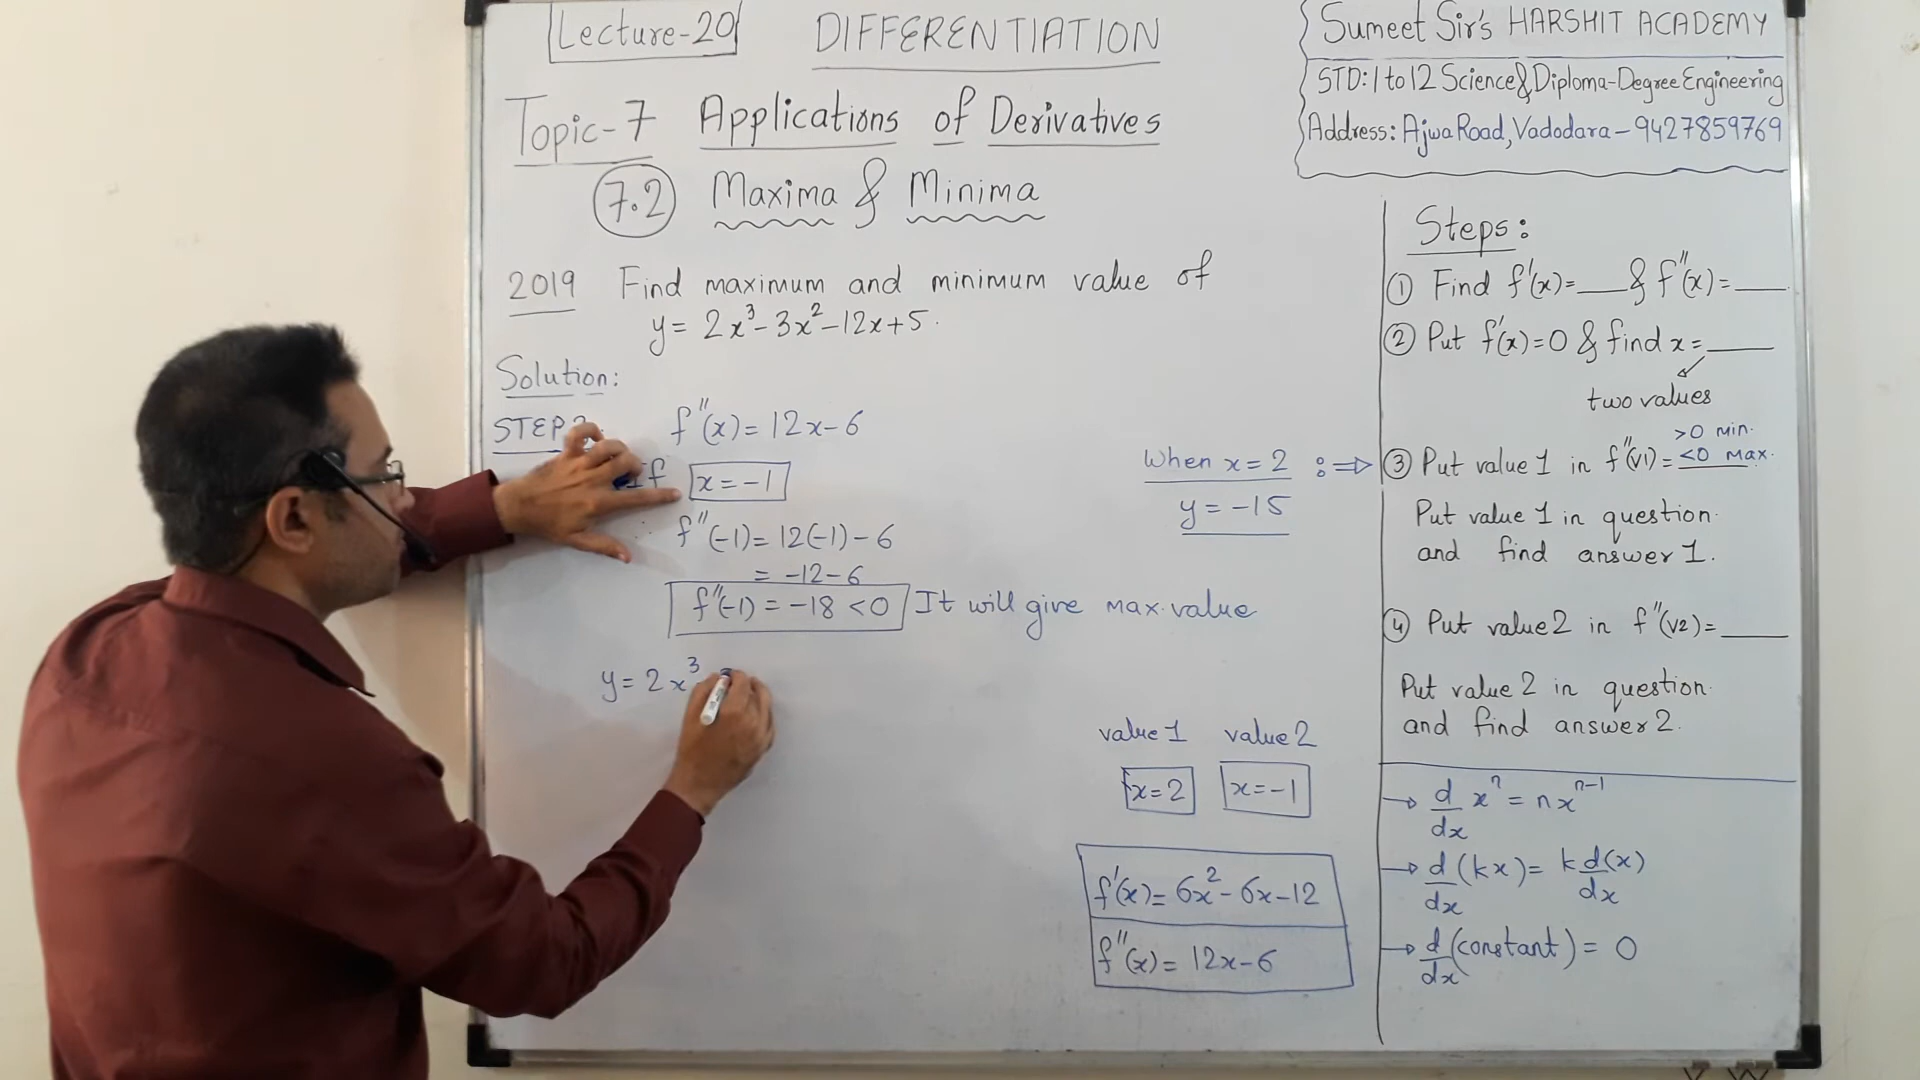 Lecture-20 DIFFERENTIATION
Topic-7 Applications of Derivatives
7.2 Maxima & Minima
2019 Find maximum and minimum value of
y = 2x³-3x²-12x+5.
Solution:
STEP
f''(x) = 12x-6
If x = -1
∴ f''(-1) = 12(-1) - 6
= -12-6
f''(-1) = -18 <0 It will give max. value
y = 2x³
When x = 2 :⇒
y = -15
value 1 value 2
x=2 x=-1
f'(x) = 6x²-6x-12
f''(x) = 12x-6
Sumeet Sir's HARSHIT ACADEMY
STD: 1 to 12 Science & Diploma-Degree Engineering
Address: Ajwa Road, Vadodara - 9427859769
Steps:
① Find f'(x)=___ & f''(x)=___
② Put f'(x)=0 & find x=___
two values
>0 min.
③ Put value 1 in f''(v1) = <0 max.
Put value 1 in question
and find answer 1.
④ Put value 2 in f''(v2)=___
Put value 2 in question
and find answer 2.
→ d/dx xⁿ = nxⁿ⁻¹
→ d/dx (kx) = k d(x)/dx
→ d/dx (constant) = 0